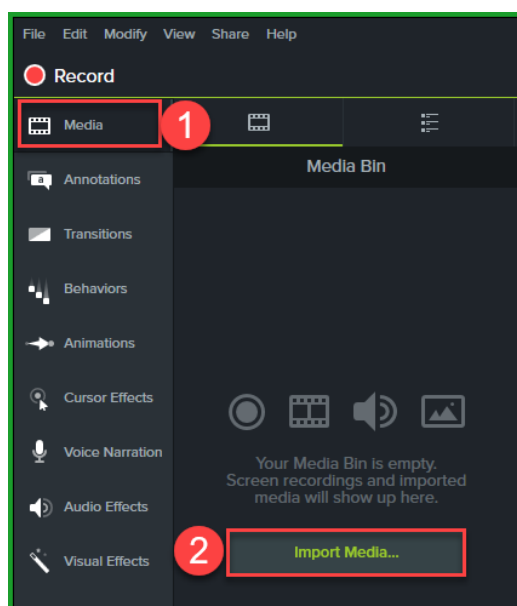 File Edit Modify View Share Help
Record
Media
1
Media Bin
a
Annotations
Transitions
Behaviors
Animations
Cursor Effects
Voice Narration
Audio Effects
Visual Effects
Your Media Bin is empty.
Screen recordings and imported
media will show up here.
2
Import Media...